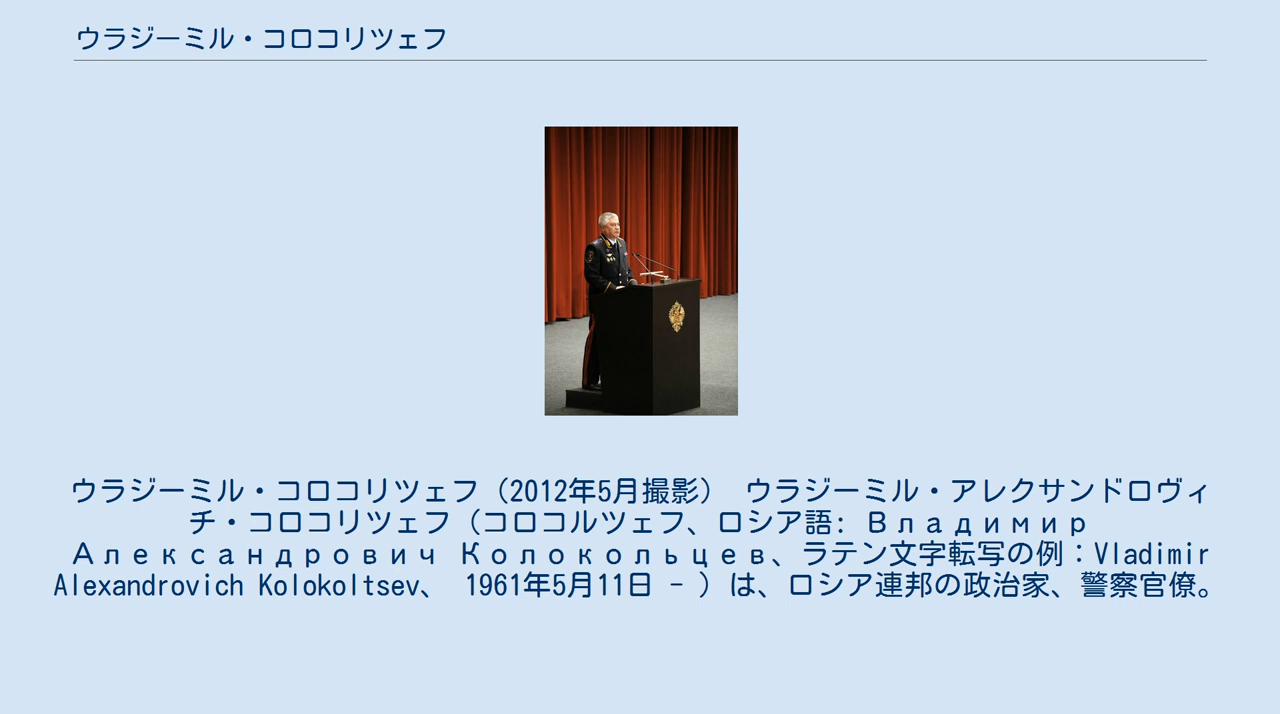 ウラジーミル・コロコリツェフ
ウラジーミル・コロコリツェフ（2012年5月撮影） ウラジーミル・アレクサンドロヴィ
チ・コロコリツェフ（コロコルツェフ、ロシア語: Владимир
Александрович Колокольцев、ラテン文字転写の例：Vladimir
Alexandrovich Kolokoltsev、 1961年5月11日 - ）は、ロシア連邦の政治家、警察官僚。